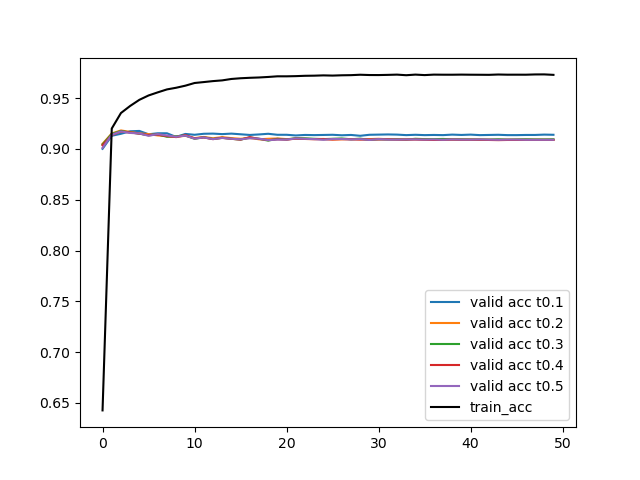 0.95
0.90
0.85
0.80
0.75
0.70
0.65
0 10 20 30 40 50
valid acc t0.1
valid acc t0.2
valid acc t0.3
valid acc t0.4
valid acc t0.5
train_acc